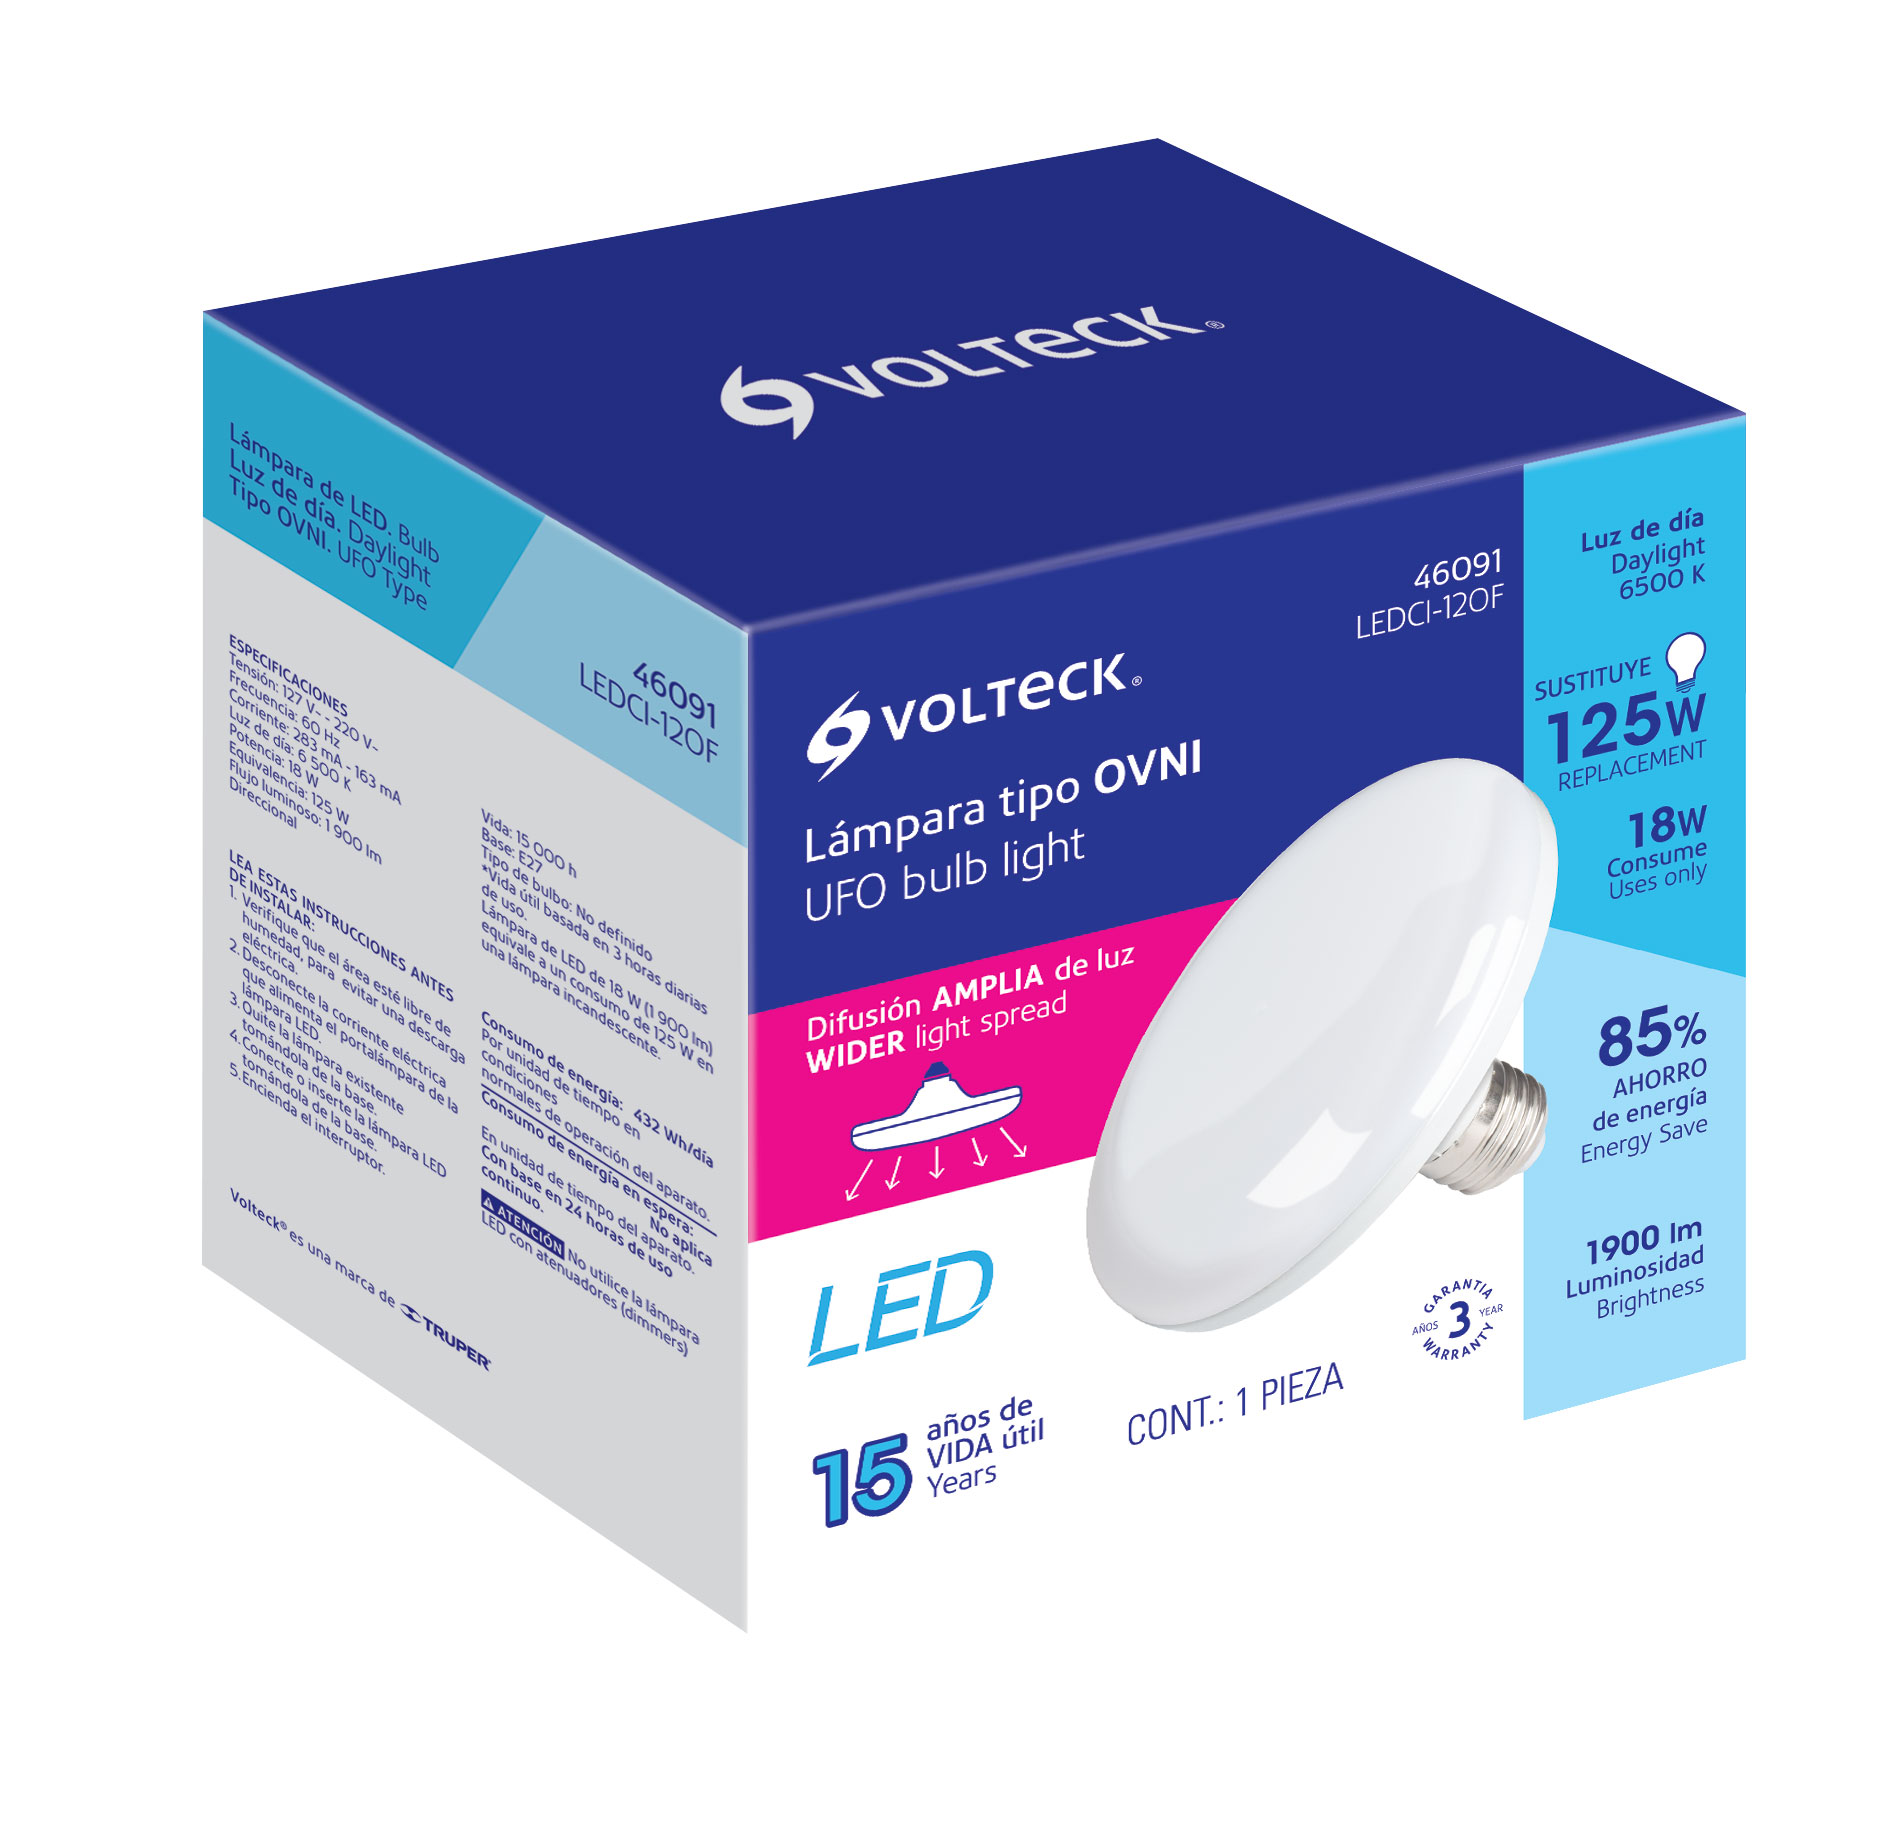 VOLTECK®
Lámpara de LED. Bulb
Luz de día. Daylight
Tipo OVNI. UFO Type
46091
LEDCI-120F
ESPECIFICACIONES
Tensión: 127 V~ - 220 V~
Frecuencia: 60 Hz
Corriente: 283 mA - 163 mA
Luz de día: 6 500 K
Potencia: 18 W
Equivalencia: 125 W
Flujo luminoso: 1 900 lm
Direccional
LEA ESTAS INSTRUCCIONES ANTES
DE INSTALAR:
1. Verifique que el área esté libre de
humedad, para evitar una descarga
eléctrica.
2. Desconecte la corriente eléctrica
que alimenta el portalámpara de la
lámpara LED.
3. Quite la lámpara existente
tomándola de la base.
4. Conecte o inserte la lámpara LED
tomándola de la base.
5. Encienda el interruptor.
Vida: 15 000 h
Base: E27
Tipo de bulbo: No definido
*Vida útil basada en 3 horas diarias
de uso.
Lámpara de LED de 18 W (1 900 lm)
equivale a un consumo de 125 W en
una lámpara incandescente.
Consumo de energía: 432 Wh/día
Por unidad de tiempo en
condiciones
normales de operación del aparato.
Consumo de energía en espera:
No aplica
En unidad de tiempo del aparato.
Con base en 24 horas de uso
continuo.
ATENCIÓN No utilice la lámpara
LED con atenuadores (dimmers)
Volteck® es una marca de TRUPER®
46091
LEDCI-120F
VOLTECK®
Lámpara tipo OVNI
UFO bulb light
Difusión AMPLIA de luz
WIDER light spread
LED
15 años de
VIDA útil
Years
CONT.: 1 PIEZA
GARANTIA
AÑOS 3 YEAR
WARRANTY
Luz de día
Daylight
6500 K
SUSTITUYE
125W
REPLACEMENT
18W
Consume
Uses only
85%
AHORRO
de energía
Energy Save
1900 lm
Luminosidad
Brightness